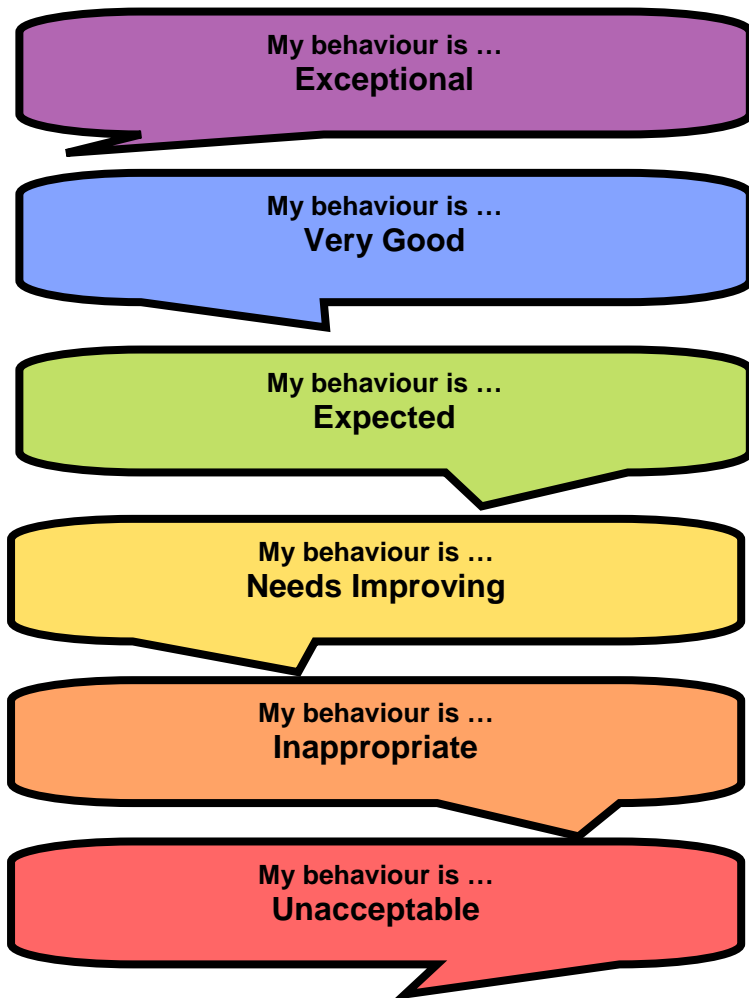 My behaviour is …
Exceptional
My behaviour is …
Very Good
My behaviour is …
Expected
My behaviour is …
Needs Improving
My behaviour is …
Inappropriate
My behaviour is …
Unacceptable